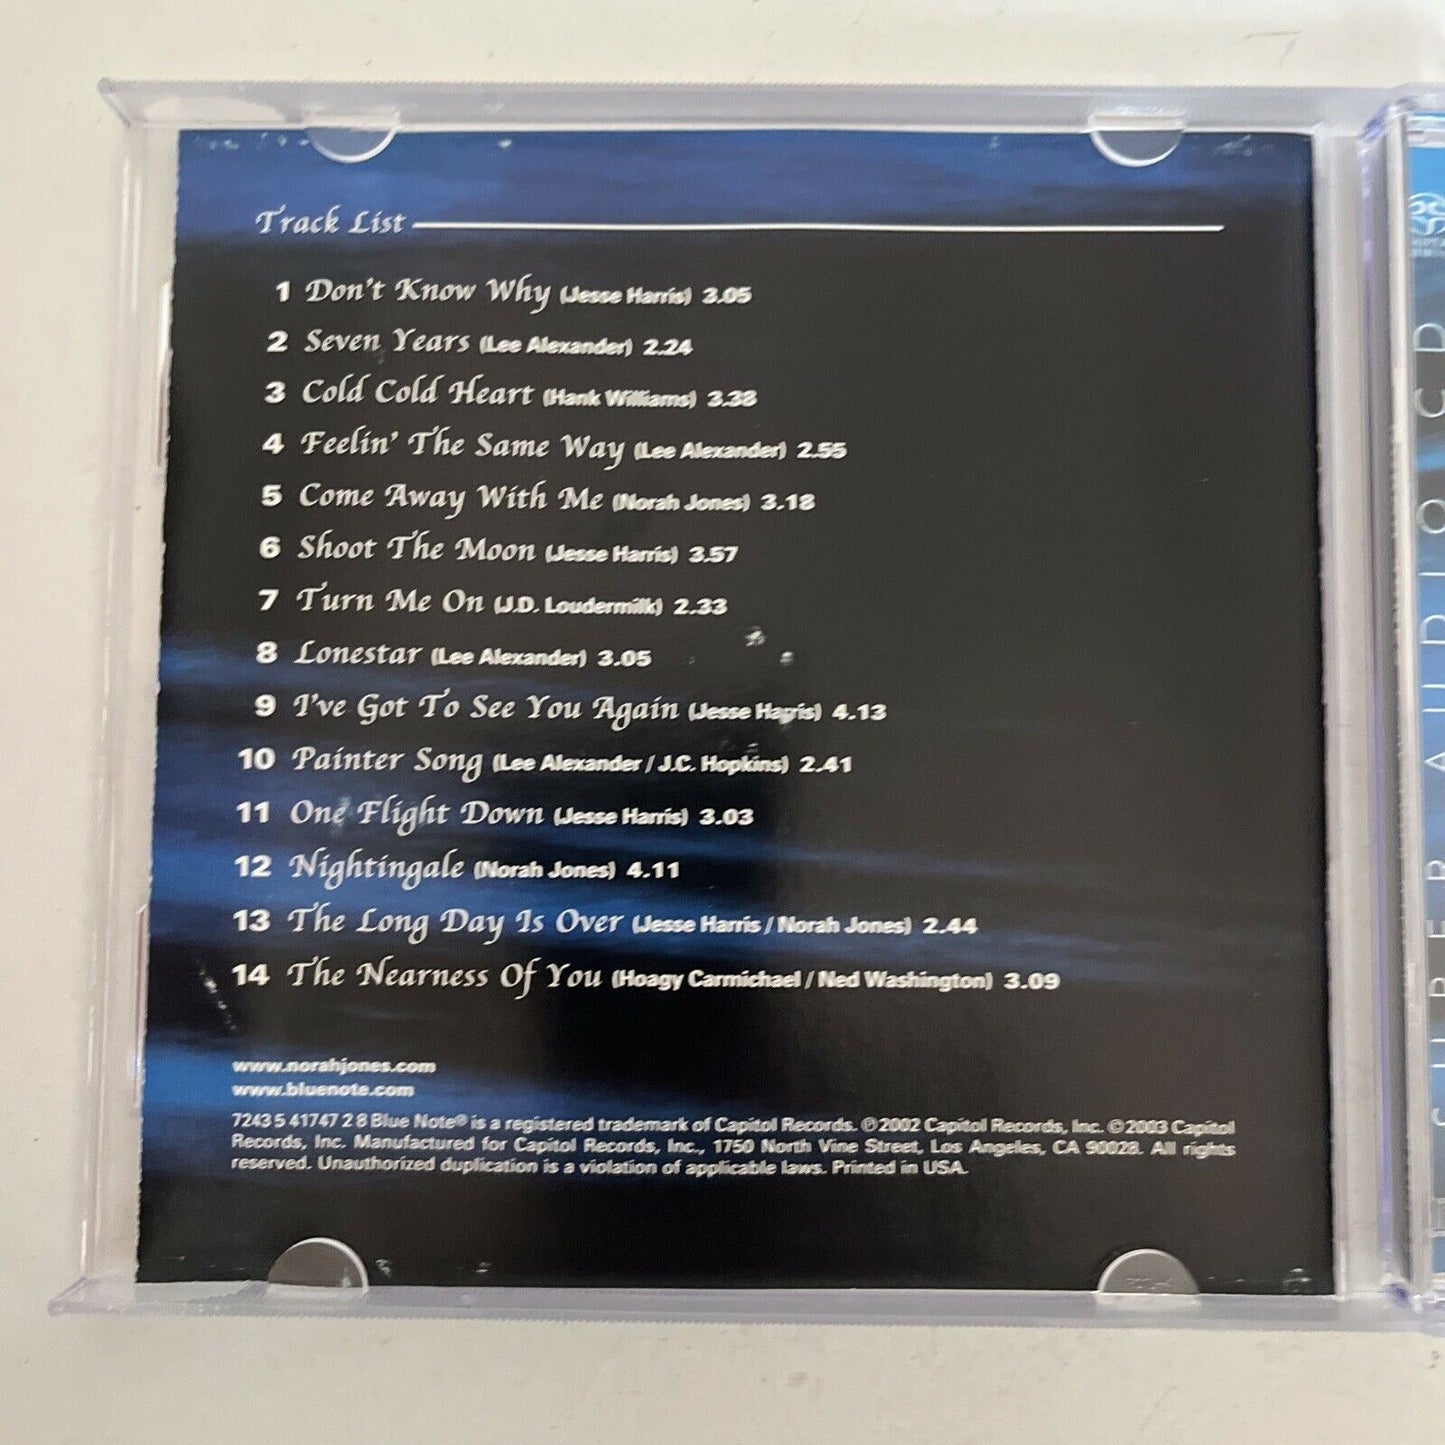 Track List
1 Don't Know Why (Jesse Harris) 3.05
2 Seven Years (Lee Alexander) 2.24
3 Cold Cold Heart (Hank Williams) 3.38
4 Feelin' The Same Way (Lee Alexander) 2.55
5 Come Away With Me (Norah Jones) 3.18
6 Shoot The Moon (Jesse Harris) 3.57
7 Turn Me On (J.D. Loudermilk) 2.33
8 Lonestar (Lee Alexander) 3.05
9 I've Got To See You Again (Jesse Harris) 4.13
10 Painter Song (Lee Alexander / J.C. Hopkins) 2.41
11 One Flight Down (Jesse Harris) 3.03
12 Nightingale (Norah Jones) 4.11
13 The Long Day Is Over (Jesse Harris / Norah Jones) 2.44
14 The Nearness Of You (Hoagy Carmichael / Ned Washington) 3.09
www.norahjones.com
www.bluenote.com
7243 5 41747 2 8 Blue Note® is a registered trademark of Capitol Records. ℗ 2002 Capitol Records, Inc. © 2003 Capitol
Records, Inc. Manufactured for Capitol Records, Inc., 1750 North Vine Street, Los Angeles, CA 90028. All rights
reserved. Unauthorized duplication is a violation of applicable laws. Printed in USA.
SUPER AUDIO CD